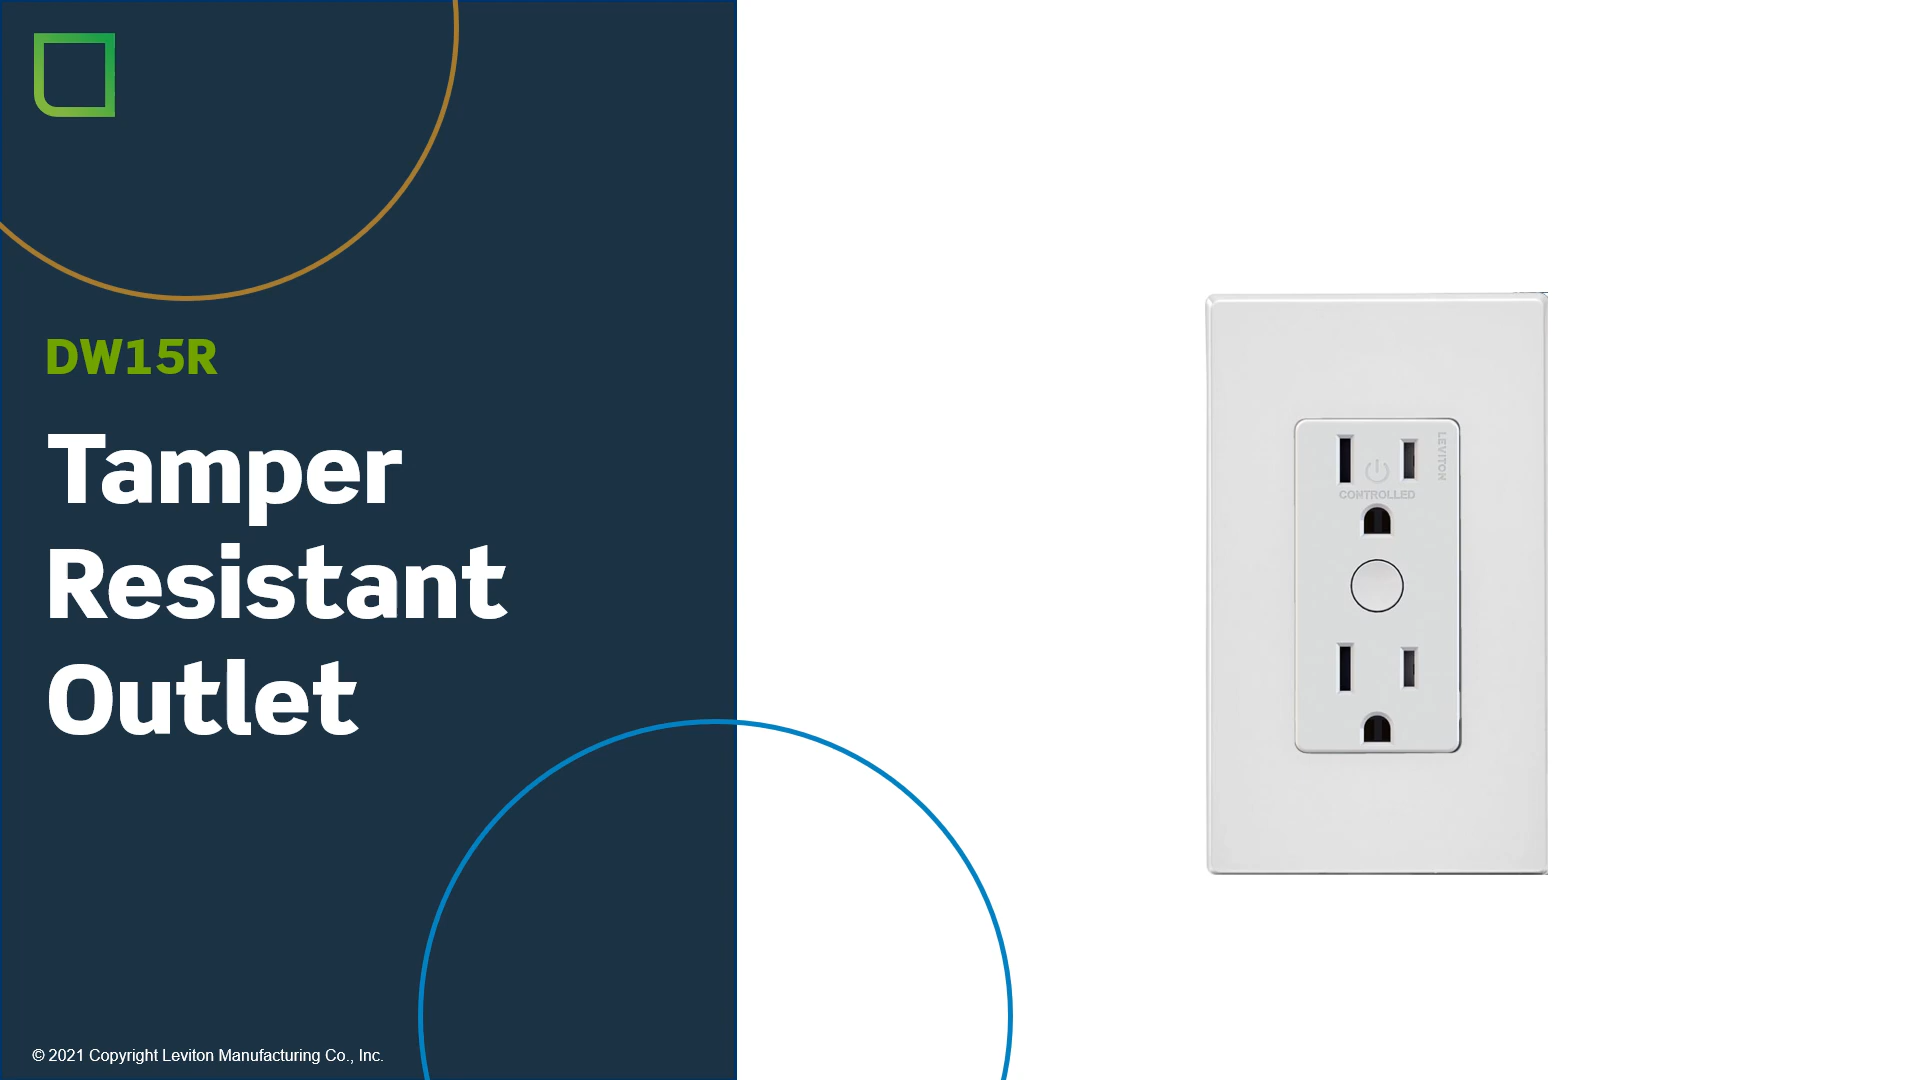 DW15R
Tamper
Resistant
Outlet
© 2021 Copyright Leviton Manufacturing Co., Inc.
LEVITON
CONTROLLED